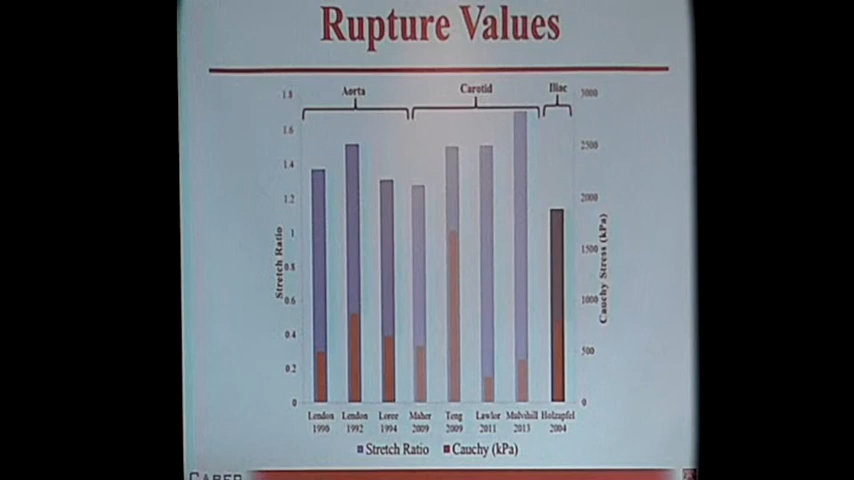 Rupture Values
Aorta
Carotid
Iliac
1.8
1.6
1.4
1.2
1
0.8
0.6
0.4
0.2
0
Stretch Ratio
3000
2500
2000
1500
1000
500
0
Cauchy Stress (kPa)
Lendon
1990
Lendon
1992
Loree
1994
Maher
2009
Teng
2009
Lawlor
2011
Mulvihill
2013
Holzapfel
2004
Stretch Ratio
Cauchy (kPa)
CABER